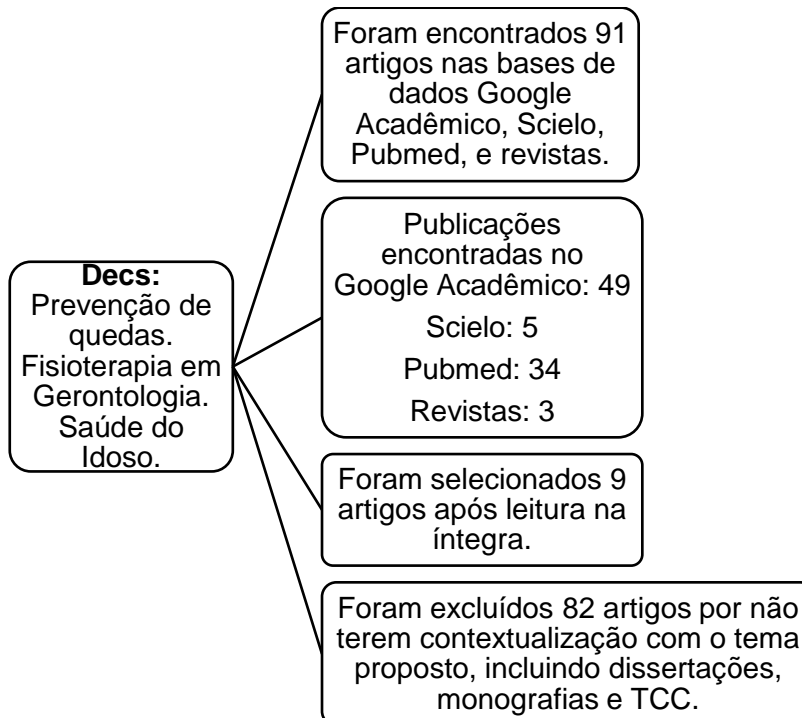 Foram encontrados 91
artigos nas bases de
dados Google
Acadêmico, Scielo,
Pubmed, e revistas.
Decs:
Prevenção de
quedas.
Fisioterapia em
Gerontologia.
Saúde do
Idoso.
Publicações
encontradas no
Google Acadêmico: 49
Scielo: 5
Pubmed: 34
Revistas: 3
Foram selecionados 9
artigos após leitura na
íntegra.
Foram excluídos 82 artigos por não
terem contextualização com o tema
proposto, incluindo dissertações,
monografias e TCC.